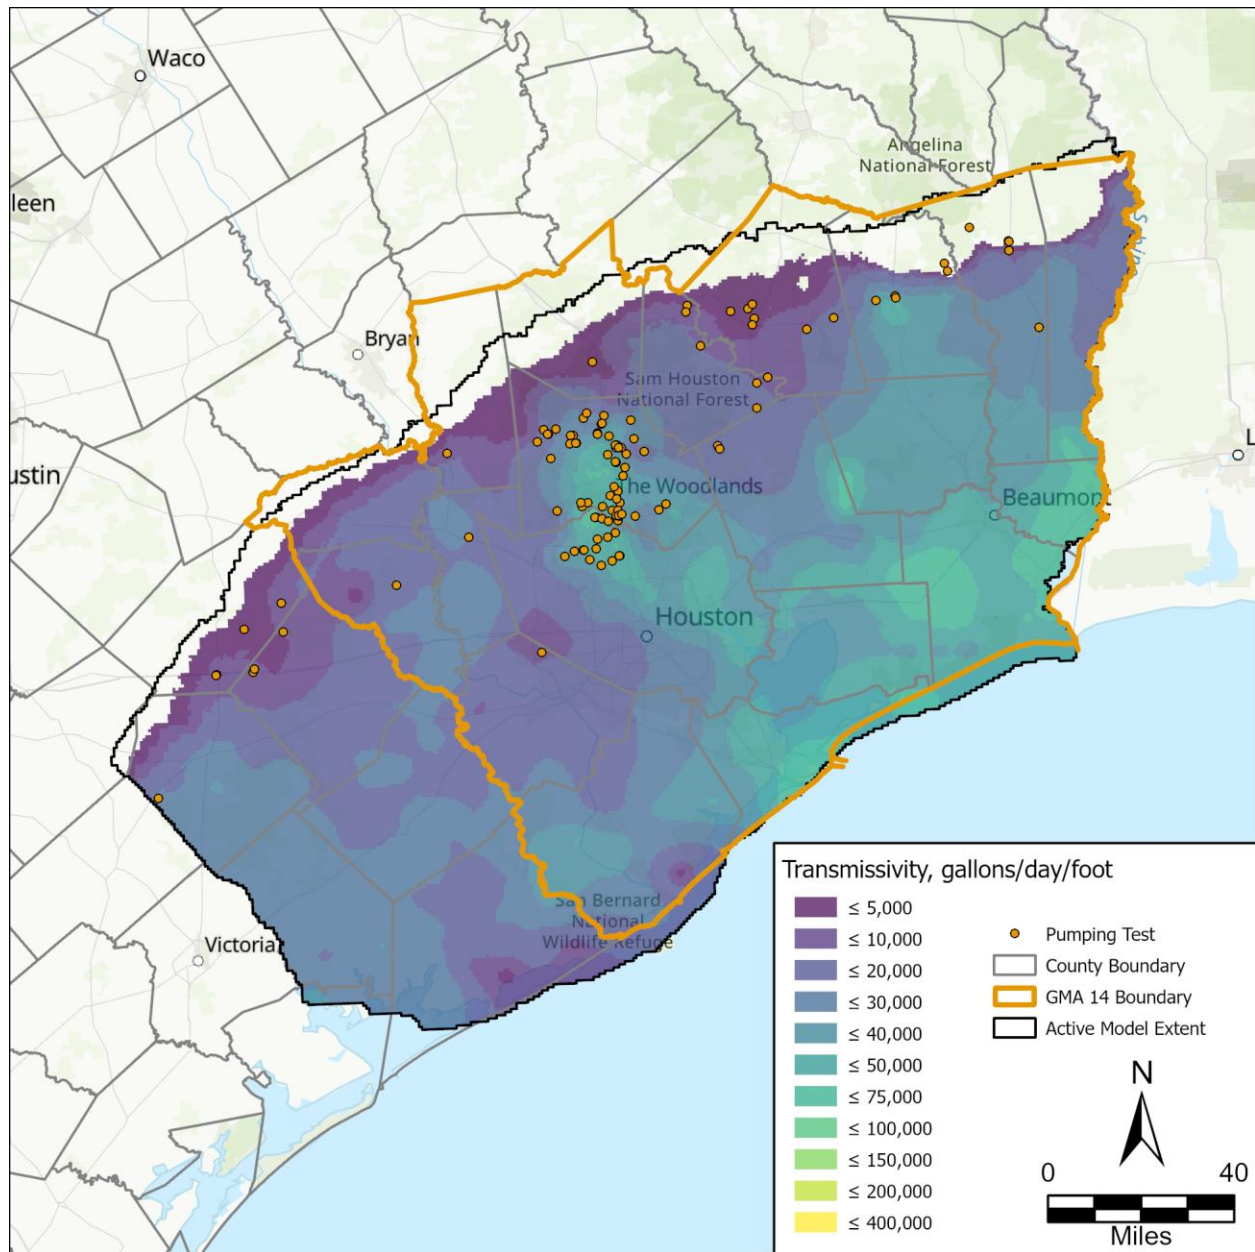 Waco
Angelina
National Forest
leen
Sabine
Bryan
Sam Houston
National Forest
ustin
L
The Woodlands
Beaumont
Houston
San Bernard
National
Wildlife Refuge
Victoria
Transmissivity, gallons/day/foot
≤ 5,000
≤ 10,000
≤ 20,000
≤ 30,000
≤ 40,000
≤ 50,000
≤ 75,000
≤ 100,000
≤ 150,000
≤ 200,000
≤ 400,000
Pumping Test
County Boundary
GMA 14 Boundary
Active Model Extent
N
0 40
Miles